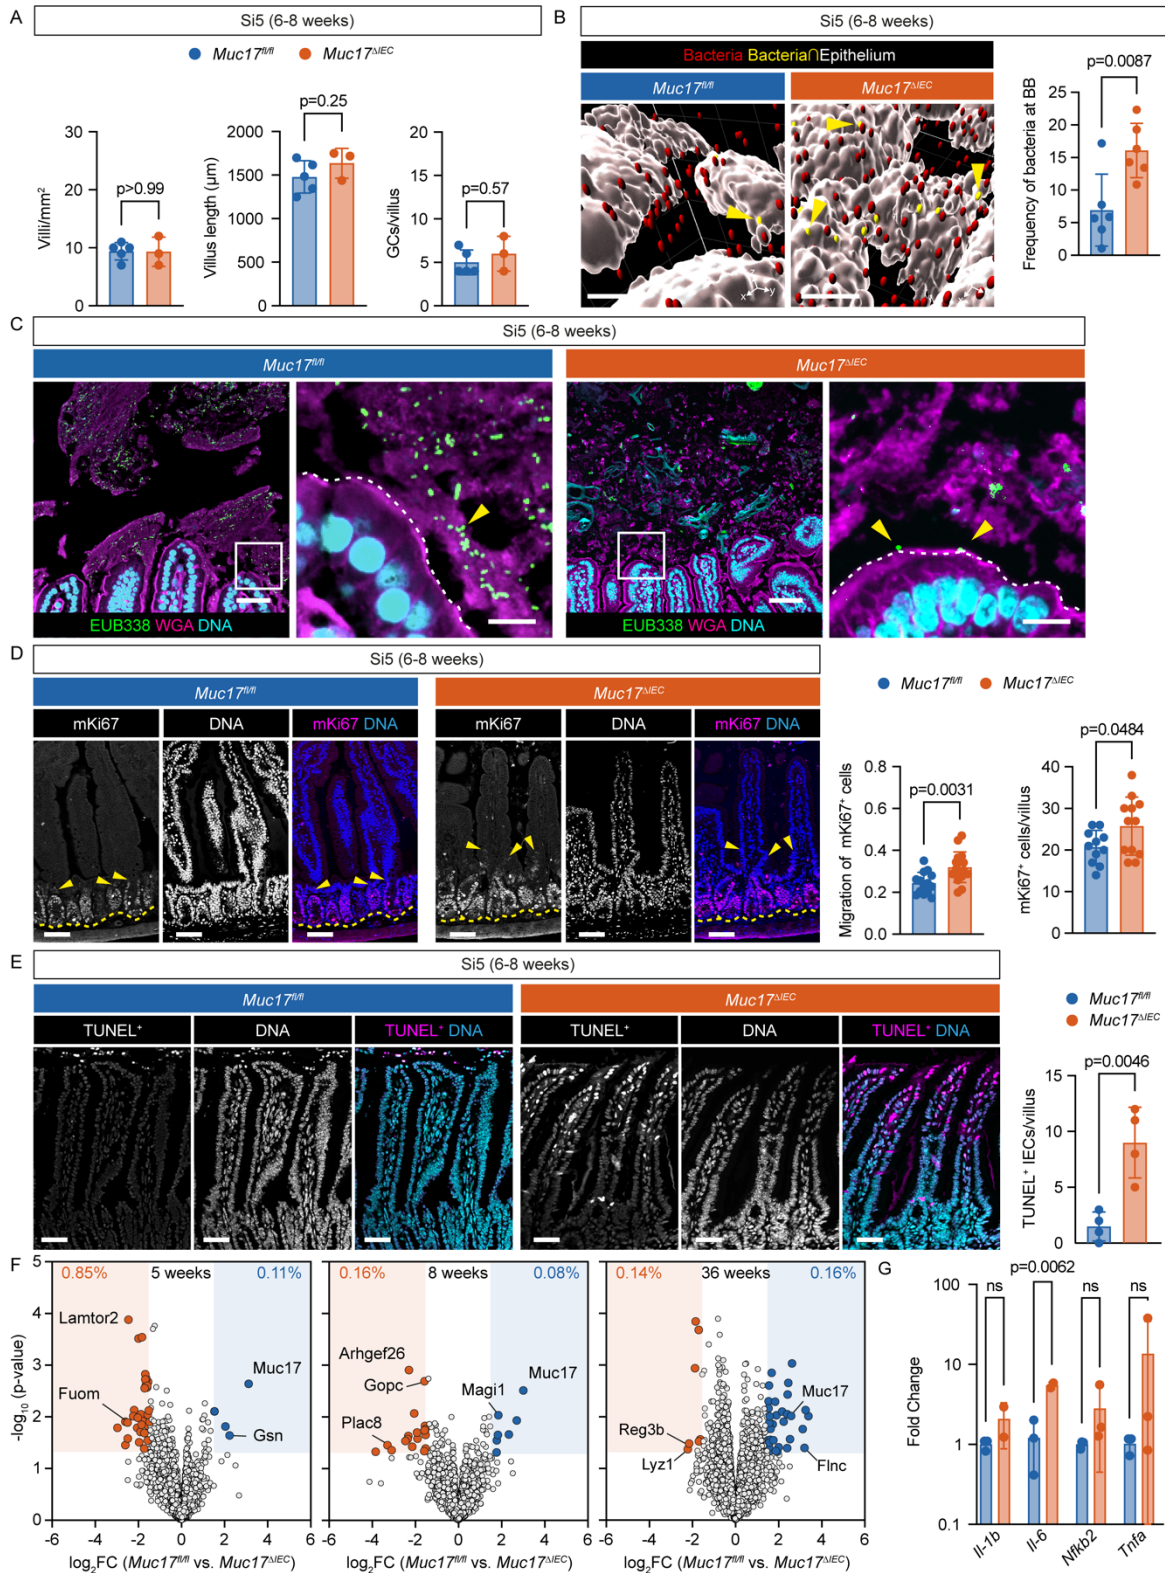 A
Si5 (6-8 weeks)
Muc17fl/fl
Muc17ΔIEC
p>0.99
Villi/mm²
30
20
10
0
p=0.25
Villus length (µm)
2000
1500
1000
500
0
p=0.57
GCs/villus
15
10
5
0
B
Si5 (6-8 weeks)
Bacteria Bacteria∩Epithelium
Muc17fl/fl
Muc17ΔIEC
x
y
p=0.0087
Frequency of bacteria at BB
25
20
15
10
5
0
C
Si5 (6-8 weeks)
Muc17fl/fl
Muc17ΔIEC
EUB338 WGA DNA
EUB338 WGA DNA
D
Si5 (6-8 weeks)
Muc17fl/fl
Muc17ΔIEC
mKi67
DNA
mKi67 DNA
mKi67
DNA
mKi67 DNA
Muc17fl/fl
Muc17ΔIEC
p=0.0031
Migration of mKi67⁺ cells
0.8
0.6
0.4
0.2
0.0
p=0.0484
mKi67⁺ cells/villus
40
30
20
10
0
E
Si5 (6-8 weeks)
Muc17fl/fl
Muc17ΔIEC
TUNEL⁺
DNA
TUNEL⁺ DNA
TUNEL⁺
DNA
TUNEL⁺ DNA
Muc17fl/fl
Muc17ΔIEC
p=0.0046
TUNEL⁺ IECs/villus
15
10
5
0
F
-log₁₀ (p-value)
5
4
3
2
1
0
0.85%
5 weeks
0.11%
Lamtor2
Fuom
Muc17
Gsn
-6 -4 -2 0 2 4 6
log₂FC (Muc17fl/fl vs. Muc17ΔIEC)
0.16%
8 weeks
0.08%
Arhgef26
Gopc
Plac8
Magi1
Muc17
-6 -4 -2 0 2 4 6
log₂FC (Muc17fl/fl vs. Muc17ΔIEC)
0.14%
36 weeks
0.16%
Reg3b
Lyz1
Muc17
Flnc
-6 -4 -2 0 2 4 6
log₂FC (Muc17fl/fl vs. Muc17ΔIEC)
G
p=0.0062
ns
ns
ns
Fold Change
100
10
1
0.1
Il-1b
Il-6
Nfkb2
Tnfa